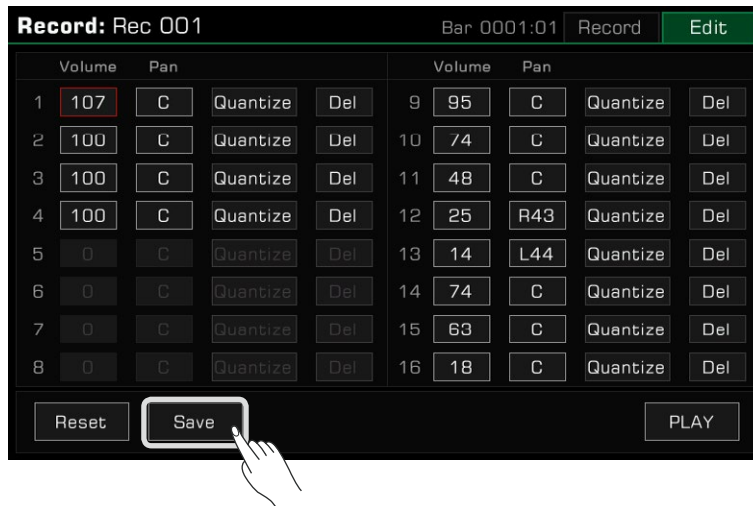 Record: Rec 001 Bar 0001:01 Record Edit
Volume Pan Volume Pan
1 107 C Quantize Del 9 95 C Quantize Del
2 100 C Quantize Del 10 74 C Quantize Del
3 100 C Quantize Del 11 48 C Quantize Del
4 100 C Quantize Del 12 25 R43 Quantize Del
5 0 C Quantize Del 13 14 L44 Quantize Del
6 0 C Quantize Del 14 74 C Quantize Del
7 0 C Quantize Del 15 63 C Quantize Del
8 0 C Quantize Del 16 18 C Quantize Del
Reset Save PLAY